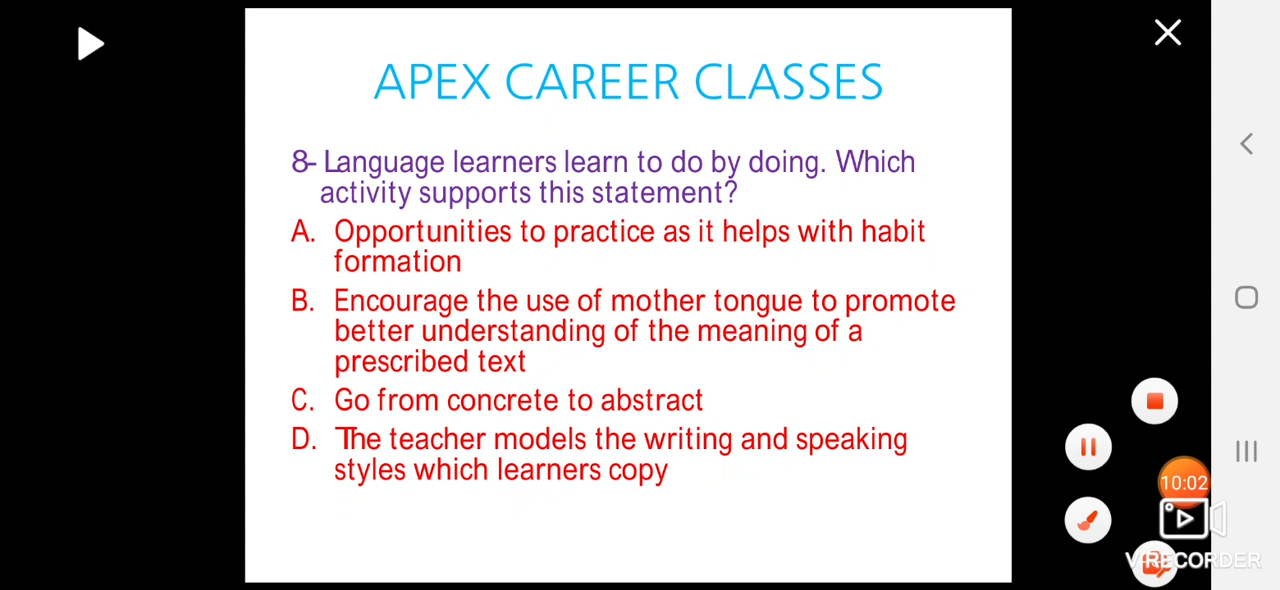 APEX CAREER CLASSES
8- Language learners learn to do by doing. Which
activity supports this statement?
A. Opportunities to practice as it helps with habit
formation
B. Encourage the use of mother tongue to promote
better understanding of the meaning of a
prescribed text
C. Go from concrete to abstract
D. The teacher models the writing and speaking
styles which learners copy
10:02
V-RECORDER